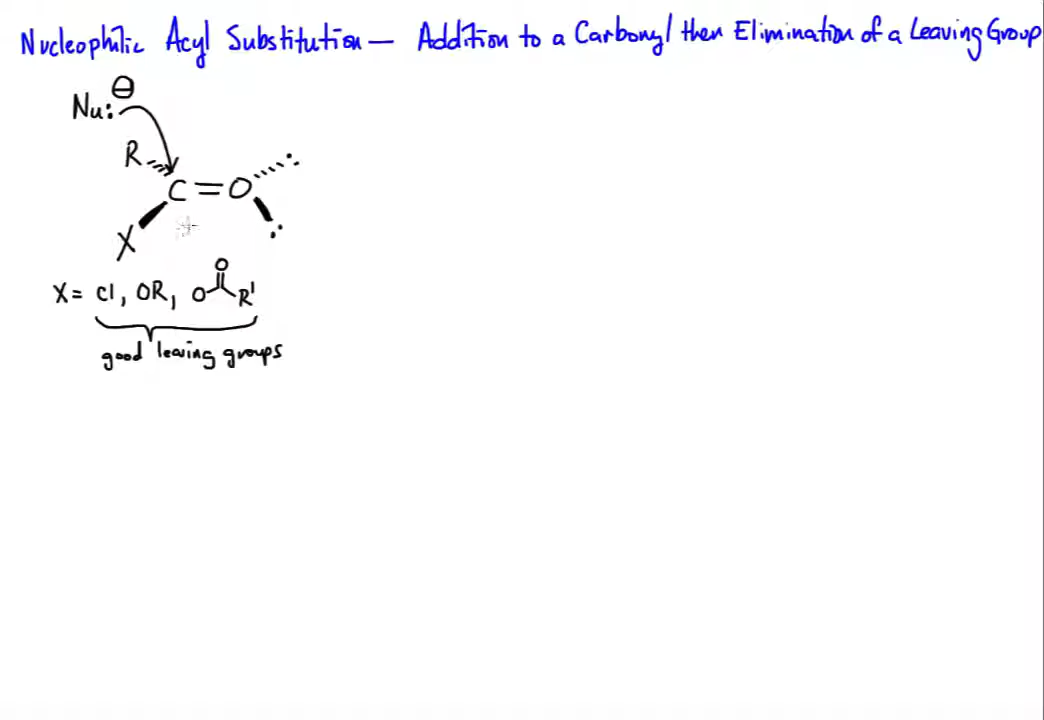 Nucleophilic Acyl Substitution — Addition to a Carbonyl then Elimination of a Leaving Group
Nu: ⊖
R
C=O
X
X= Cl, OR, O
O R'
good leaving groups